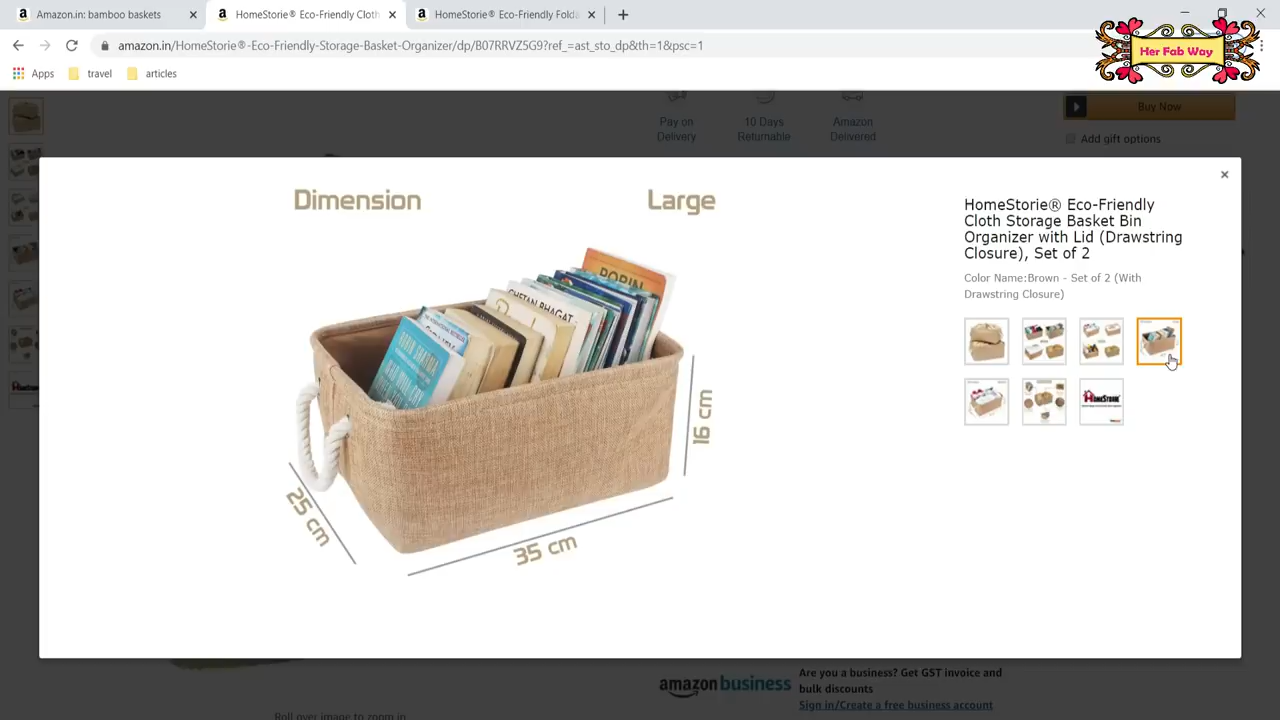 Amazon.in: bamboo baskets
HomeStorie® Eco-Friendly Cloth
HomeStorie® Eco-Friendly Folda
amazon.in/HomeStorie®-Eco-Friendly-Storage-Basket-Organizer/dp/B07RRVZ5G9?ref_=ast_sto_dp&th=1&psc=1
Her Fab Way
Apps
travel
articles
Buy Now
Pay on
Delivery
10 Days
Returnable
Amazon
Delivered
Add gift options
Dimension
Large
HomeStorie® Eco-Friendly
Cloth Storage Basket Bin
Organizer with Lid (Drawstring
Closure), Set of 2
Color Name:Brown - Set of 2 (With
Drawstring Closure)
CHETAN BHAGAT
16 cm
25 cm
35 cm
HomeStorie
amazon business
Are you a business? Get GST invoice and
bulk discounts
Sign in/Create a free business account
Roll over image to zoom in